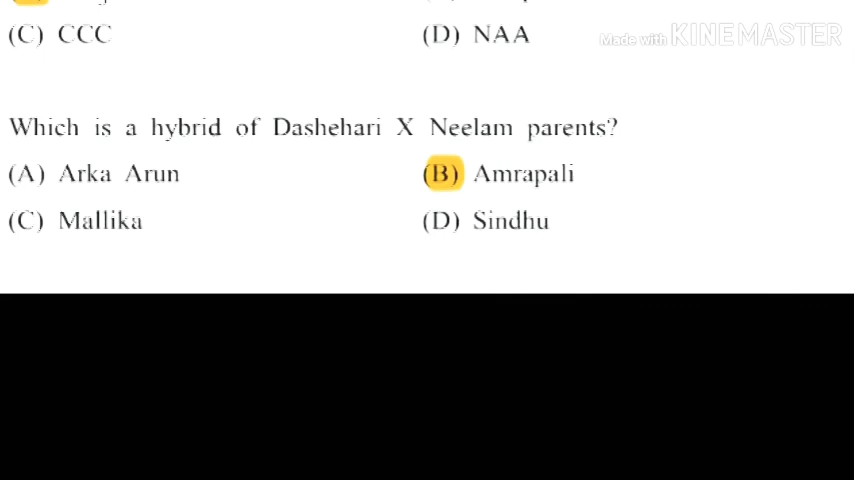 (C) CCC (D) NAA
Made with KINEMASTER
Which is a hybrid of Dashehari X Neelam parents?
(A) Arka Arun (B) Amrapali
(C) Mallika (D) Sindhu